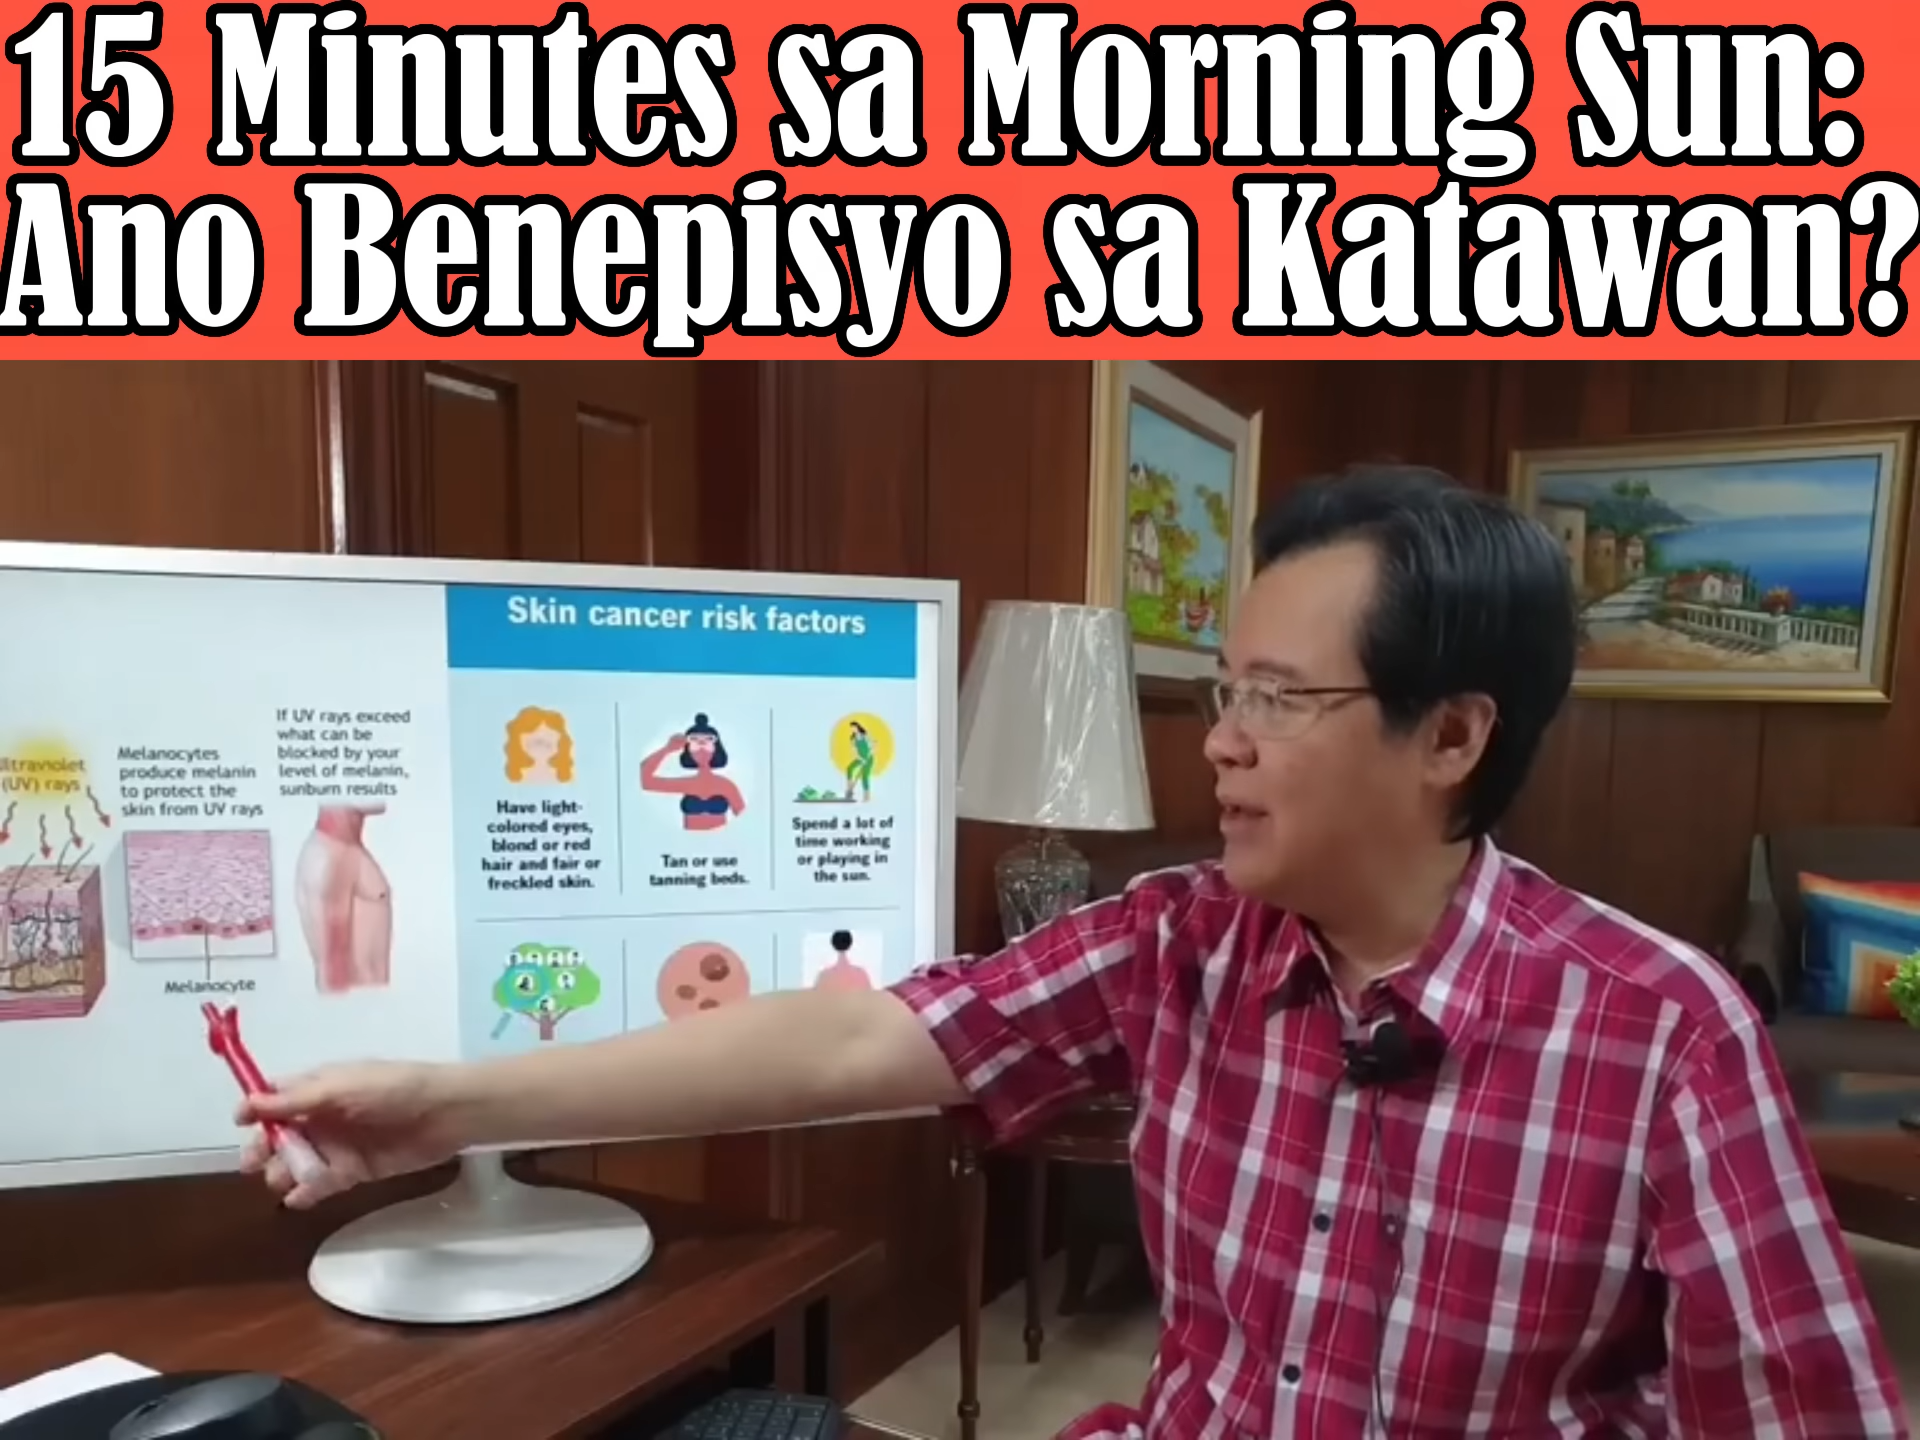 15 Minutes sa Morning Sun:
Ano Benepisyo sa Katawan?
Skin cancer risk factors
ltraviolet
(UV) rays
Melanocytes
produce melanin
to protect the
skin from UV rays
If UV rays exceed
what can be
blocked by your
level of melanin,
sunburn results
Melanocyte
Have light-
colored eyes,
blond or red
hair and fair or
freckled skin.
Tan or use
tanning beds.
Spend a lot of
time working
or playing in
the sun.